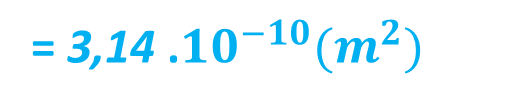 = 3,14 .10⁻¹⁰(m²)